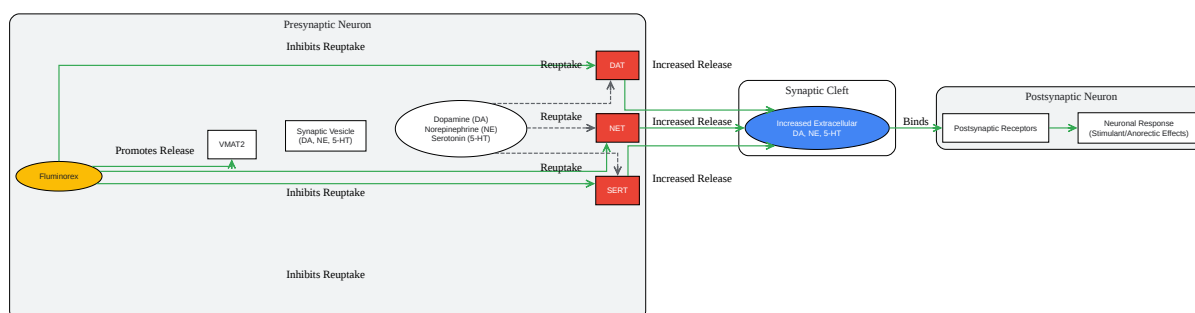 Presynaptic Neuron
Inhibits Reuptake
Reuptake
DAT
Increased Release
Synaptic Cleft
Postsynaptic Neuron
Dopamine (DA)
Norepinephrine (NE)
Serotonin (5-HT)
Reuptake
NET
Increased Release
Increased Extracellular
DA, NE, 5-HT
Binds
Postsynaptic Receptors
Neuronal Response
(Stimulant/Anorectic Effects)
Synaptic Vesicle
(DA, NE, 5-HT)
VMAT2
Promotes Release
Fluminorex
Reuptake
SERT
Increased Release
Inhibits Reuptake
Inhibits Reuptake